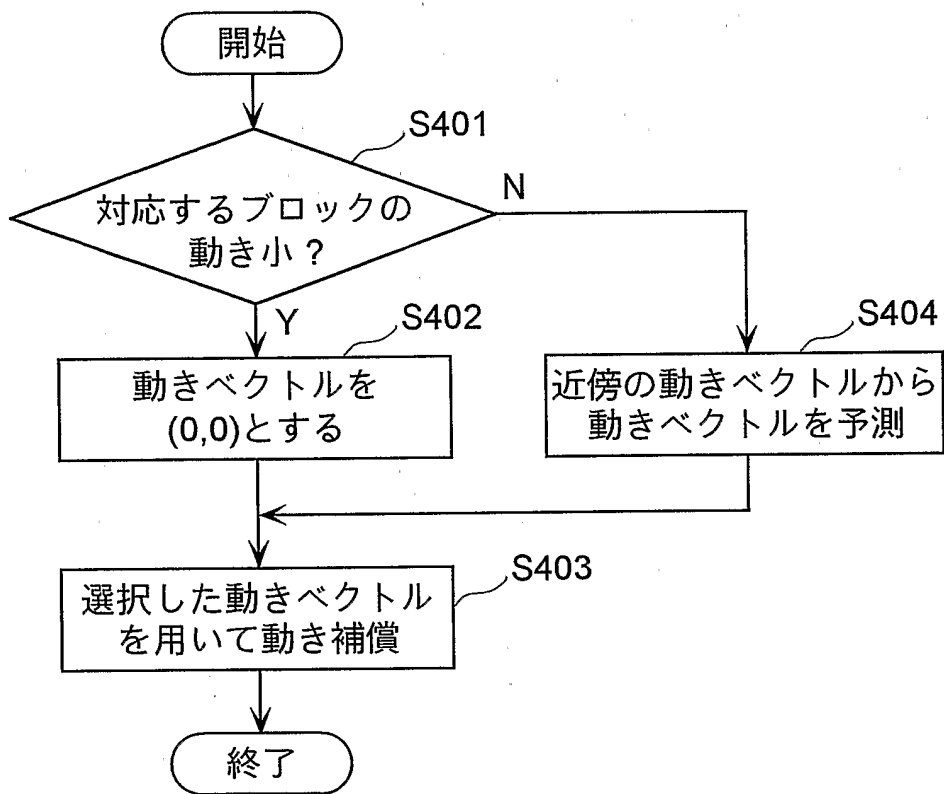 開始
S401
対応するブロックの
動き小?
N
Y
S402
動きベクトルを
(0,0)とする
S404
近傍の動きベクトルから
動きベクトルを予測
S403
選択した動きベクトル
を用いて動き補償
終了